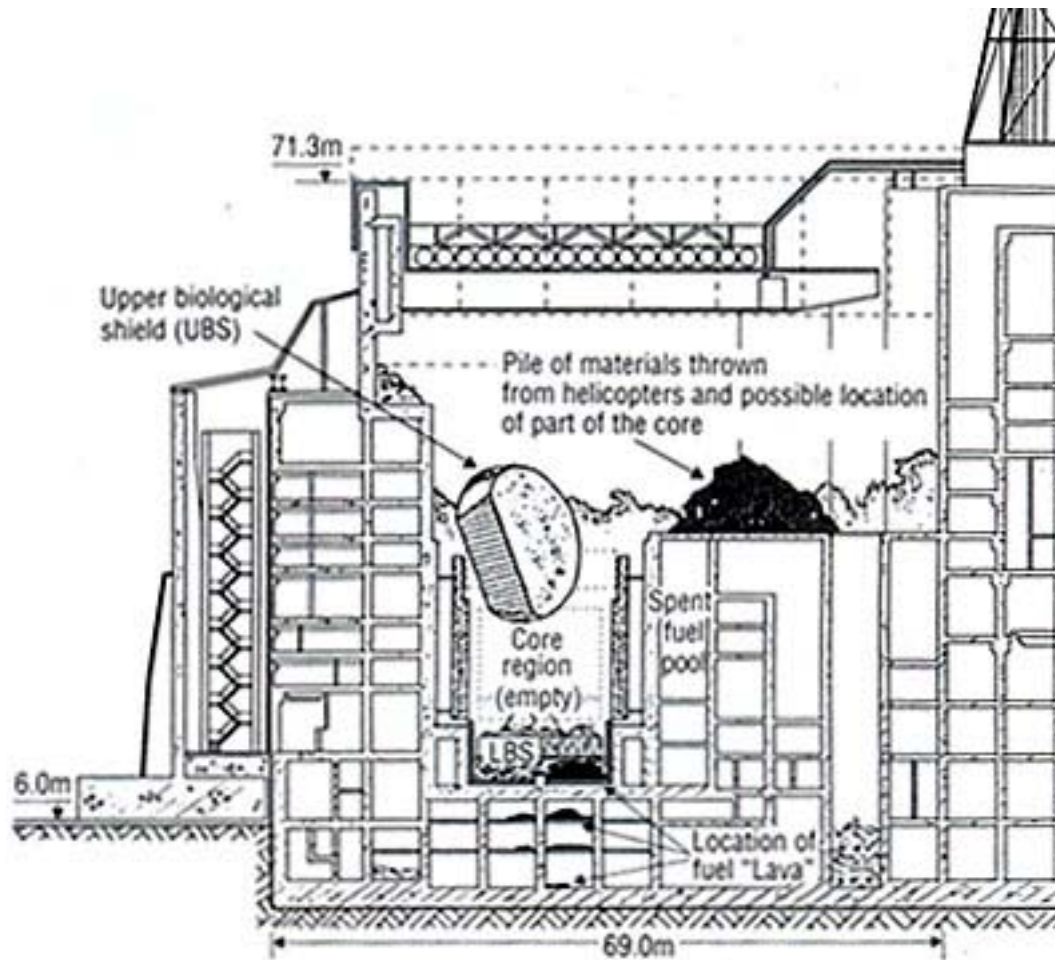 71.3m
Upper biological
shield (UBS)
Pile of materials thrown
from helicopters and possible location
of part of the core
Spent
fuel
pool
Core
region
(empty)
LBS
6.0m
Location of
fuel "Lava"
69.0m